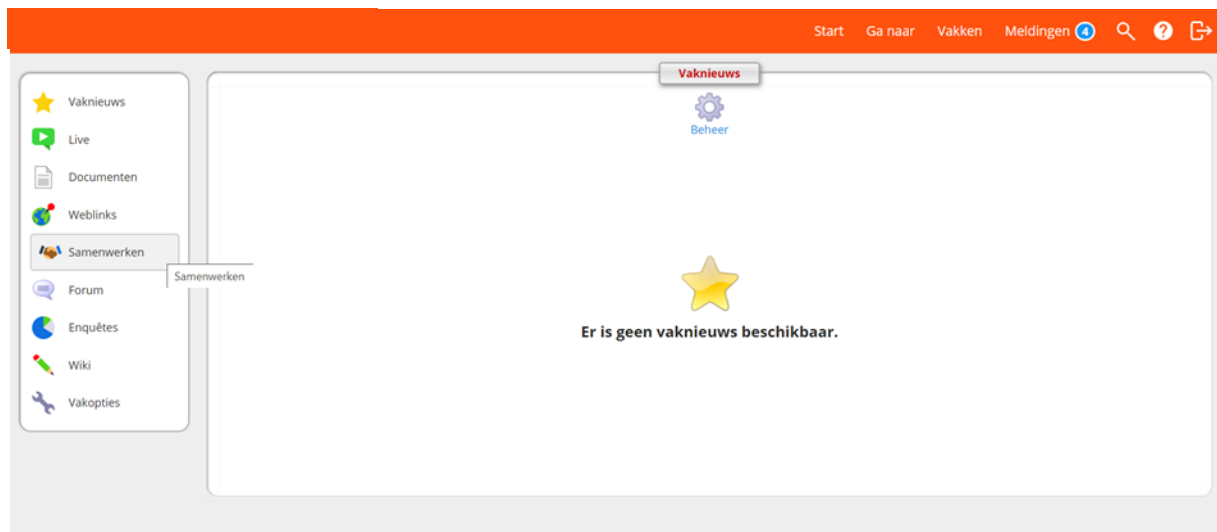 Start Ga naar Vakken Meldingen 4 ?
Vaknieuws
Beheer
Vaknieuws
Live
Documenten
Weblinks
Samenwerken
Samenwerken
Forum
Enquêtes
Wiki
Vakopties
Er is geen vaknieuws beschikbaar.